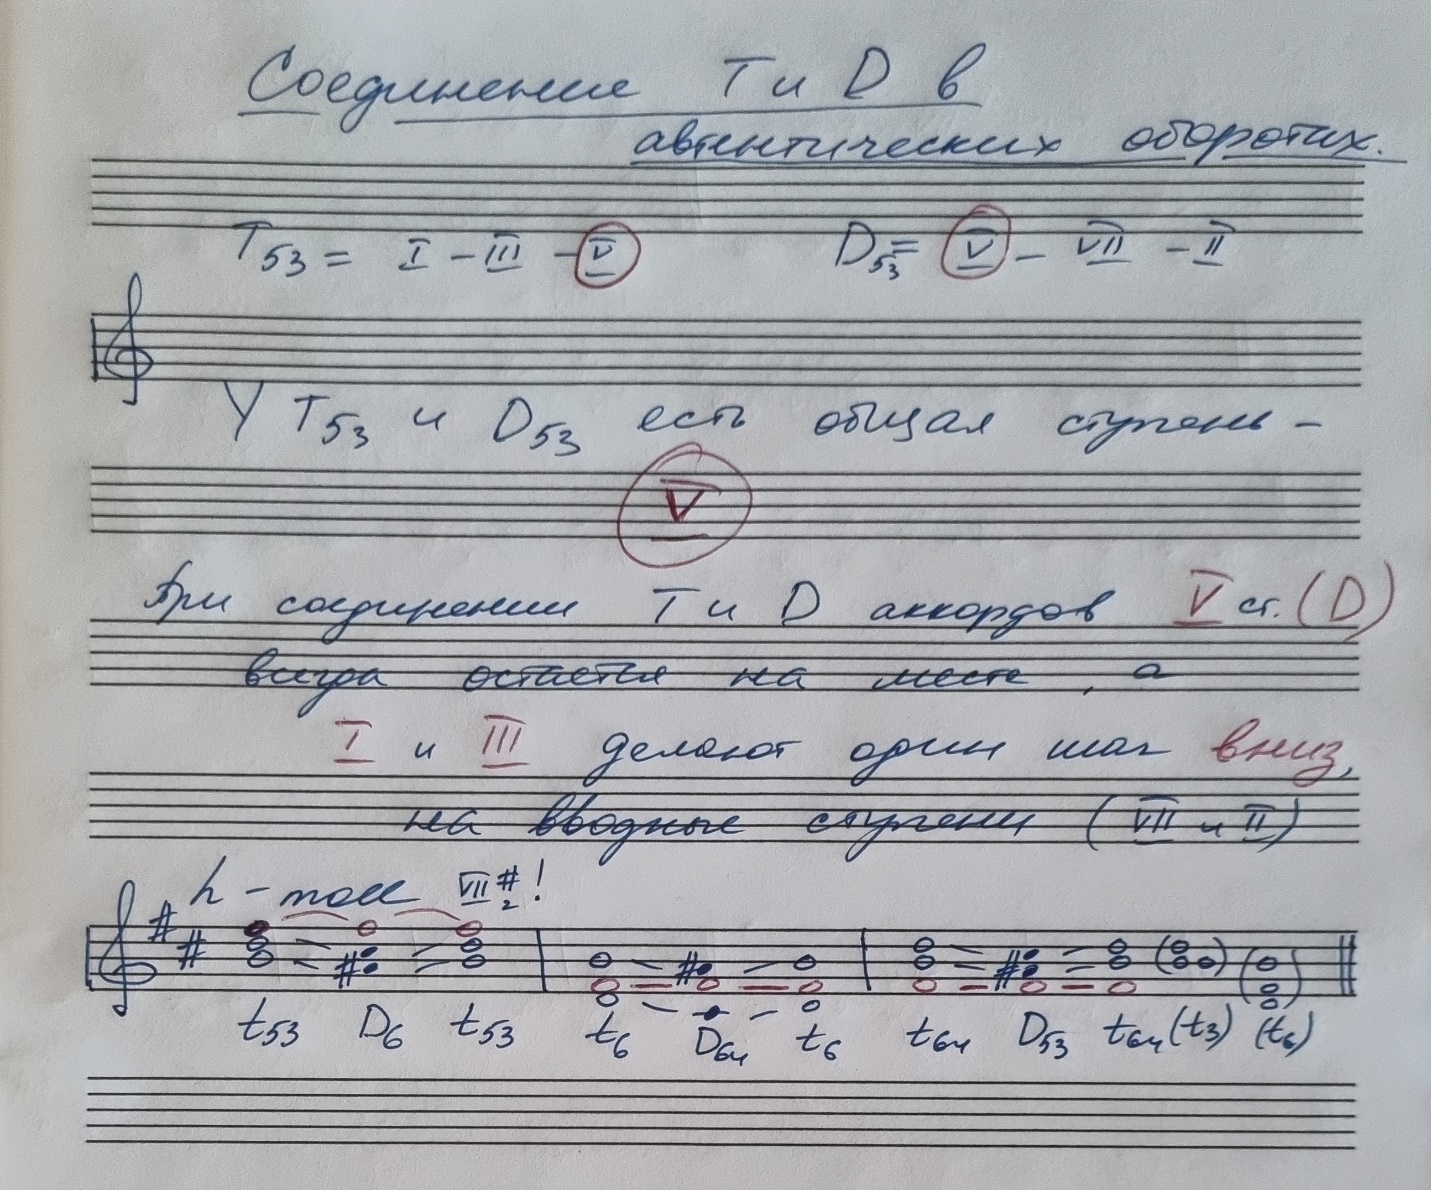 Соединение T и D в
автентических оборотах.
T53 = I – III – V D53 = V – VII – II
У T53 и D53 есть общая ступень –
V
При соединении T и D аккордов V ст. (D)
всегда остаётся на месте, а
I и III делают один шаг вниз,
на вводные ступени (VII и II)
h – moll VII#!
t53 D6 t53 t6 D64 t6 t64 D53 t64 (t3) (t6)